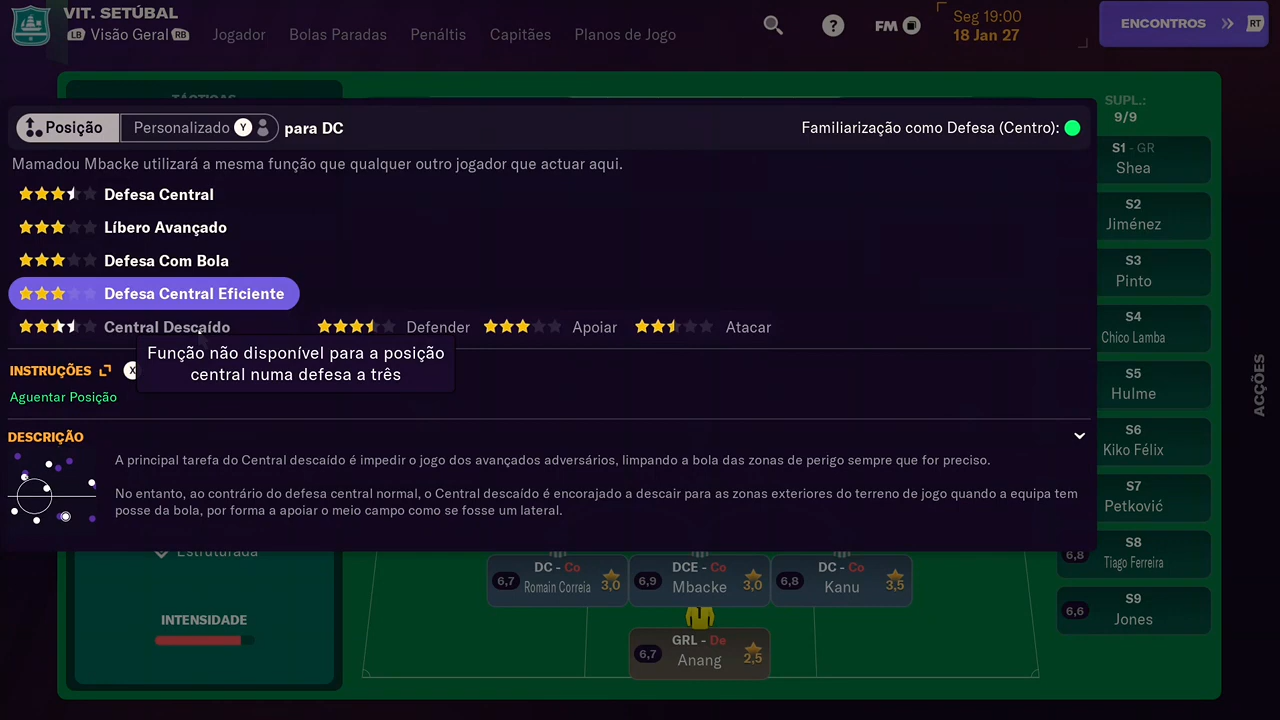 VIT. SETÚBAL
LB Visão Geral RB
Jogador
Bolas Paradas
Penáltis
Capitães
Planos de Jogo
?
FM
Seg 19:00
18 Jan 27
ENCONTROS RT
TÁCTICAS
SUPL.:
9/9
Posição
Personalizado Y para DC
Familiarização como Defesa (Centro):
Mamadou Mbacke utilizará a mesma função que qualquer outro jogador que actuar aqui.
Defesa Central
Líbero Avançado
Defesa Com Bola
Defesa Central Eficiente
Central Descaído Defender Apoiar Atacar
Função não disponível para a posição
central numa defesa a três
INSTRUÇÕES X
Aguentar Posição
DESCRIÇÃO
A principal tarefa do Central descaído é impedir o jogo dos avançados adversários, limpando a bola das zonas de perigo sempre que for preciso.
No entanto, ao contrário do defesa central normal, o Central descaído é encorajado a descair para as zonas exteriores do terreno de jogo quando a equipa tem
posse da bola, por forma a apoiar o meio campo como se fosse um lateral.
S1 - GR
Shea
S2
Jiménez
S3
Pinto
S4
Chico Lamba
S5
Hulme
S6
Kiko Félix
S7
Petković
S8
6,8 Tiago Ferreira
S9
6,6 Jones
ACÇÕES
Estruturada
INTENSIDADE
DC - Co
6,7 Romain Correia 3,0
DCE - Co
6,9 Mbacke 3,0
DC - Co
6,8 Kanu 3,5
GRL - De
6,7 Anang 2,5